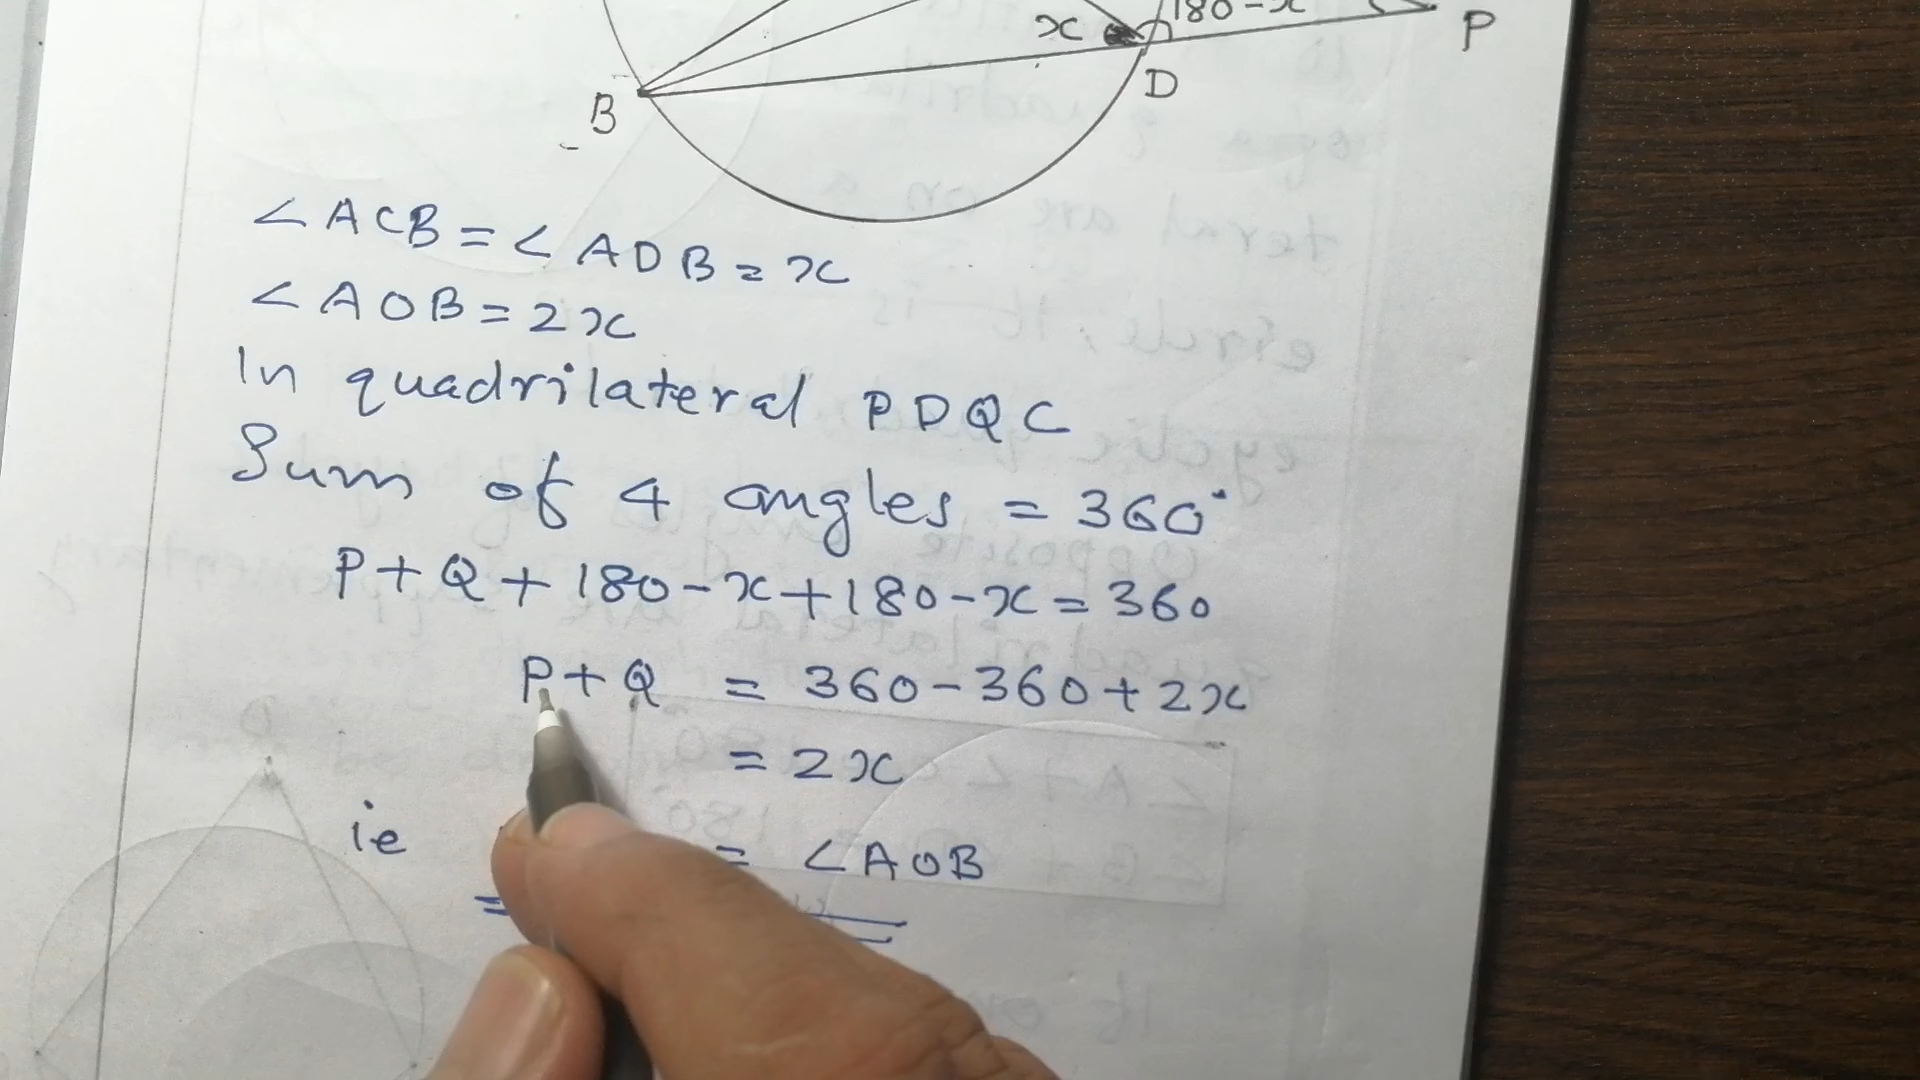 x 180-x P
D
B
∠ACB = ∠ADB = x
∠AOB = 2x
In quadrilateral PDQC
Sum of 4 angles = 360°
P+Q+180-x+180-x=360
P+Q = 360-360+2x
= 2x
ie = ∠AOB